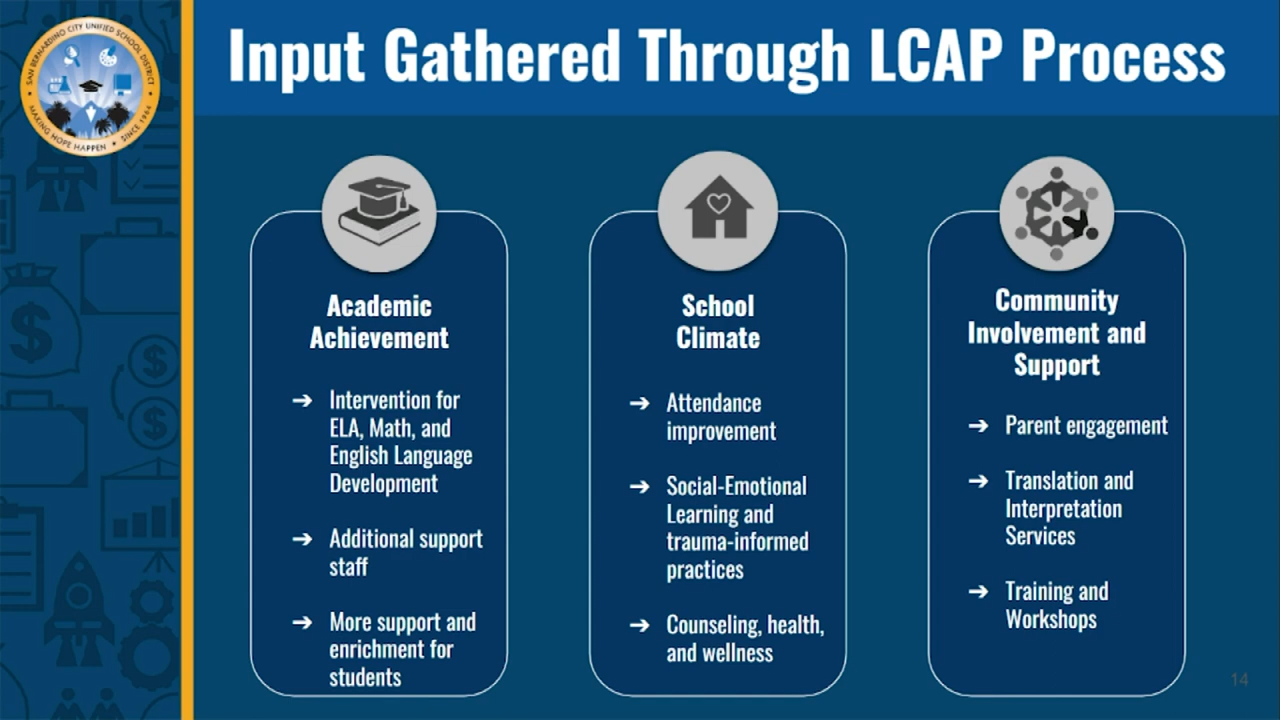 SAN BERNARDINO CITY UNIFIED SCHOOL DISTRICT
MAKING HOPE HAPPEN • SINCE 1964
Input Gathered Through LCAP Process
Academic
Achievement
➔ Intervention for
ELA, Math, and
English Language
Development
➔ Additional support
staff
➔ More support and
enrichment for
students
School
Climate
➔ Attendance
improvement
➔ Social-Emotional
Learning and
trauma-informed
practices
➔ Counseling, health,
and wellness
Community
Involvement and
Support
➔ Parent engagement
➔ Translation and
Interpretation
Services
➔ Training and
Workshops
14